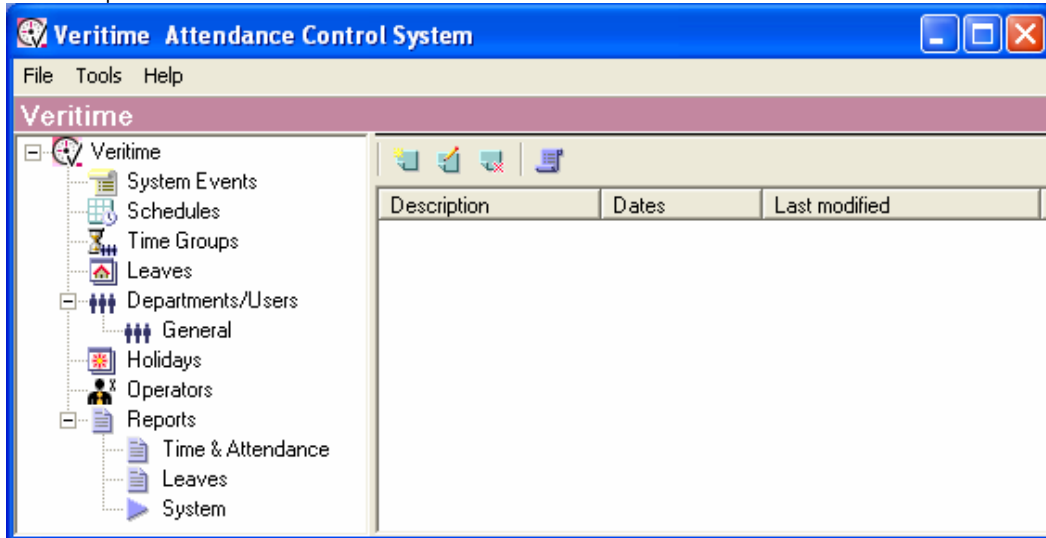 Veritime Attendance Control System
File Tools Help
Veritime
Veritime
System Events
Schedules
Time Groups
Leaves
Departments/Users
General
Holidays
Operators
Reports
Time & Attendance
Leaves
System
Description Dates Last modified